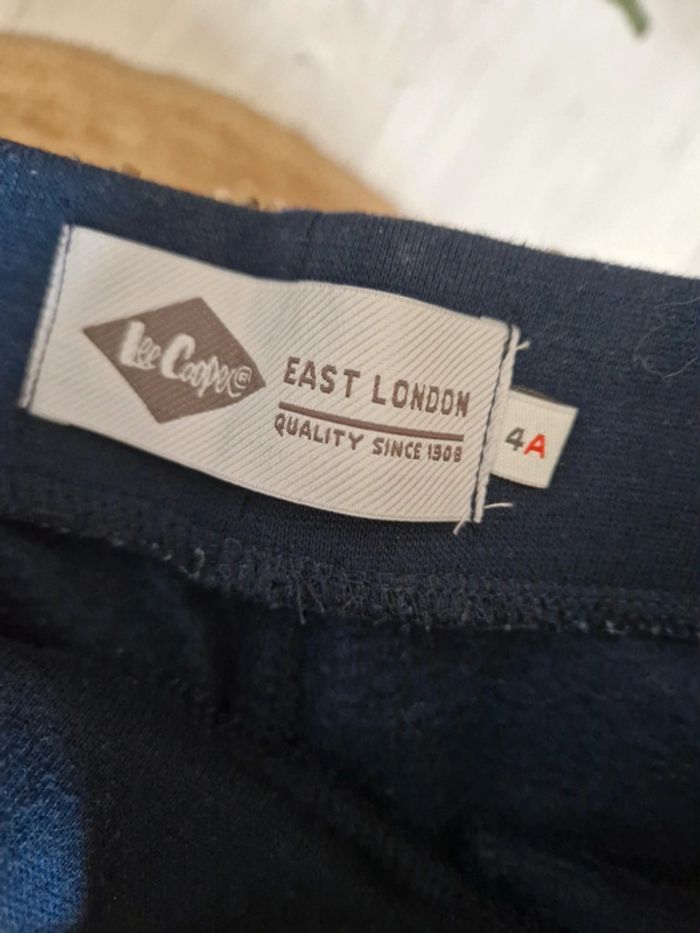 Lee Cooper®
EAST LONDON
QUALITY SINCE 1908
4A